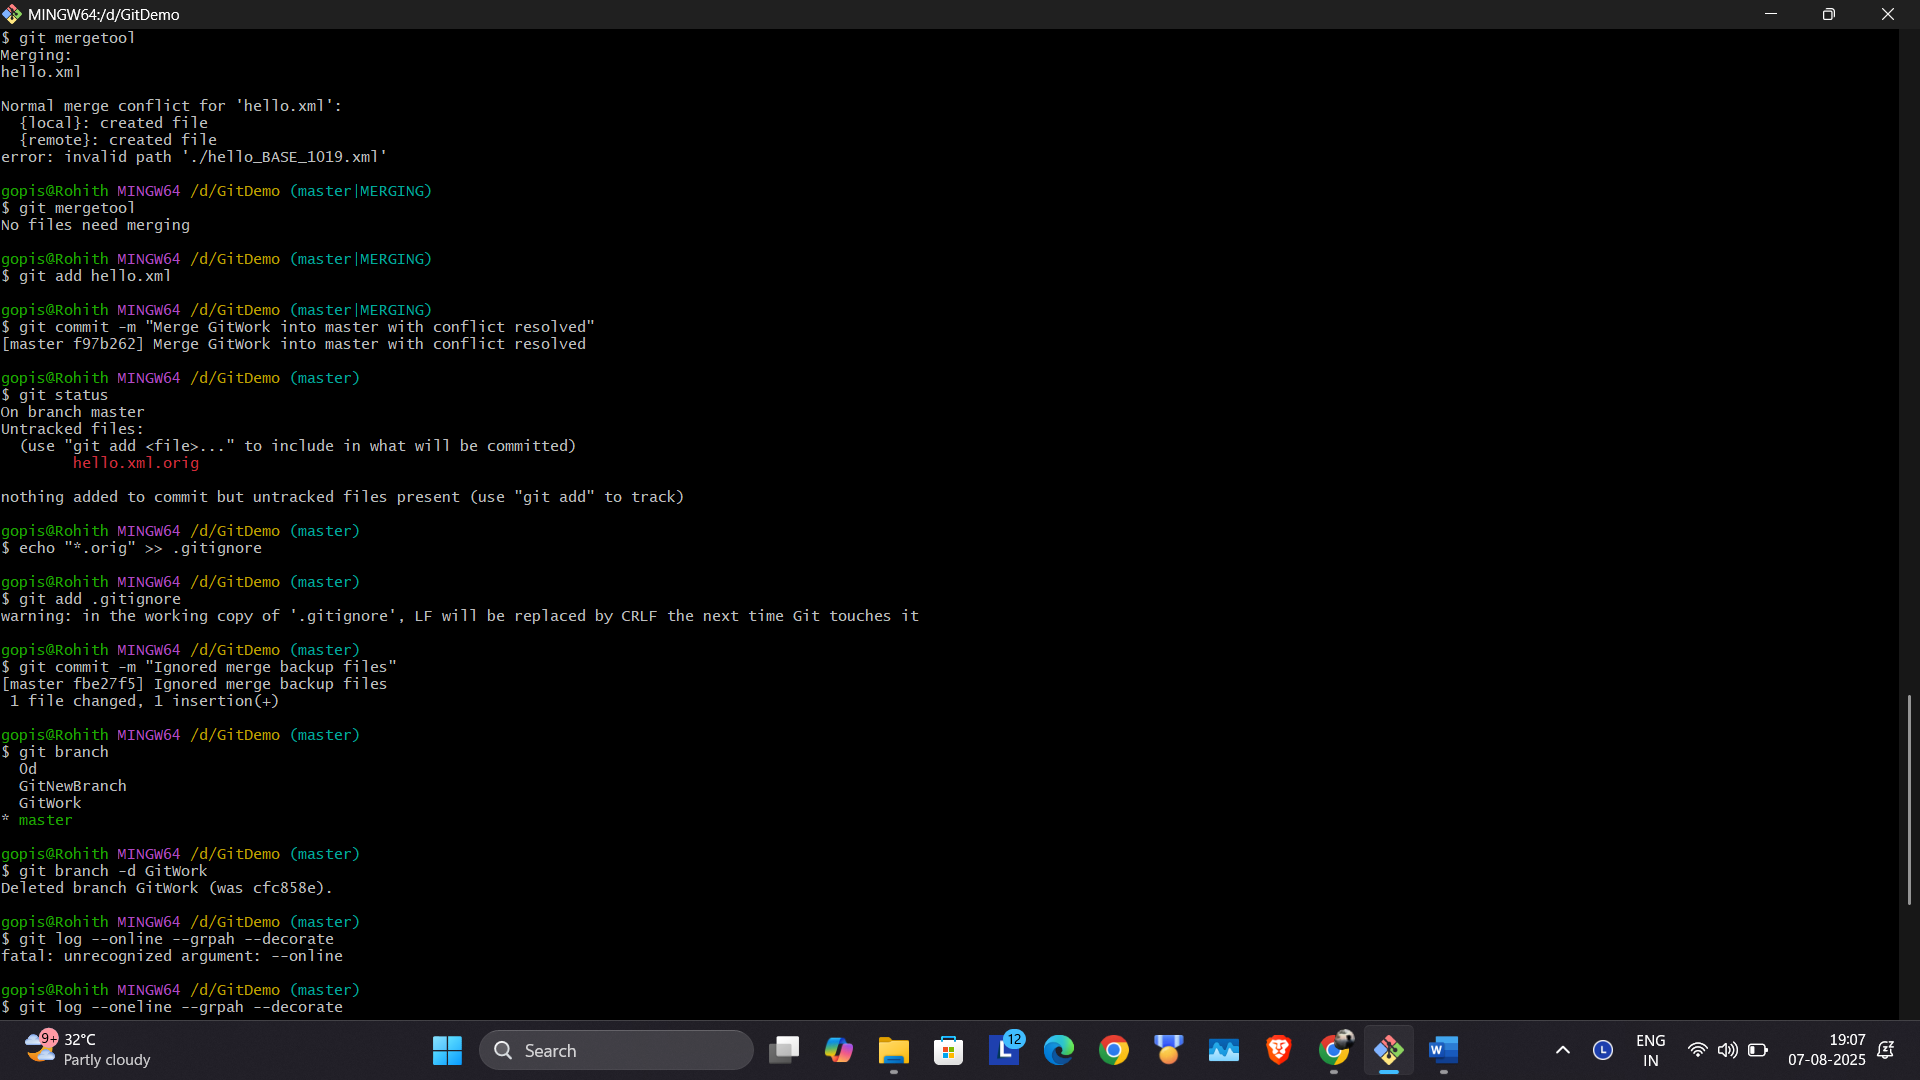 MINGW64:/d/GitDemo
$ git mergetool
Merging:
hello.xml
Normal merge conflict for 'hello.xml':
  {local}: created file
  {remote}: created file
error: invalid path './hello_BASE_1019.xml'
gopis@Rohith MINGW64 /d/GitDemo (master|MERGING)
$ git mergetool
No files need merging
gopis@Rohith MINGW64 /d/GitDemo (master|MERGING)
$ git add hello.xml
gopis@Rohith MINGW64 /d/GitDemo (master|MERGING)
$ git commit -m "Merge GitWork into master with conflict resolved"
[master f97b262] Merge GitWork into master with conflict resolved
gopis@Rohith MINGW64 /d/GitDemo (master)
$ git status
On branch master
Untracked files:
  (use "git add <file>..." to include in what will be committed)
        hello.xml.orig
nothing added to commit but untracked files present (use "git add" to track)
gopis@Rohith MINGW64 /d/GitDemo (master)
$ echo "*.orig" >> .gitignore
gopis@Rohith MINGW64 /d/GitDemo (master)
$ git add .gitignore
warning: in the working copy of '.gitignore', LF will be replaced by CRLF the next time Git touches it
gopis@Rohith MINGW64 /d/GitDemo (master)
$ git commit -m "Ignored merge backup files"
[master fbe27f5] Ignored merge backup files
 1 file changed, 1 insertion(+)
gopis@Rohith MINGW64 /d/GitDemo (master)
$ git branch
  Od
  GitNewBranch
  GitWork
* master
gopis@Rohith MINGW64 /d/GitDemo (master)
$ git branch -d GitWork
Deleted branch GitWork (was cfc858e).
gopis@Rohith MINGW64 /d/GitDemo (master)
$ git log --online --grpah --decorate
fatal: unrecognized argument: --online
gopis@Rohith MINGW64 /d/GitDemo (master)
$ git log --oneline --grpah --decorate
9+
32°C
Partly cloudy
Search
L
12
W
L
ENG
IN
19:07
07-08-2025